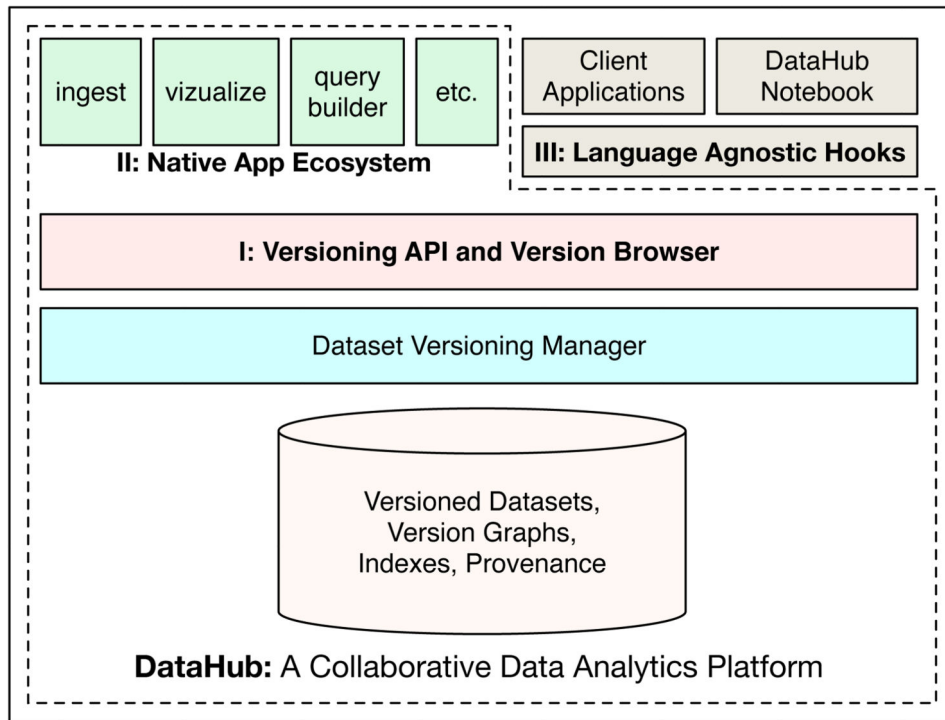 ingest
vizualize
query
builder
etc.
II: Native App Ecosystem
Client
Applications
DataHub
Notebook
III: Language Agnostic Hooks
I: Versioning API and Version Browser
Dataset Versioning Manager
Versioned Datasets,
Version Graphs,
Indexes, Provenance
DataHub: A Collaborative Data Analytics Platform